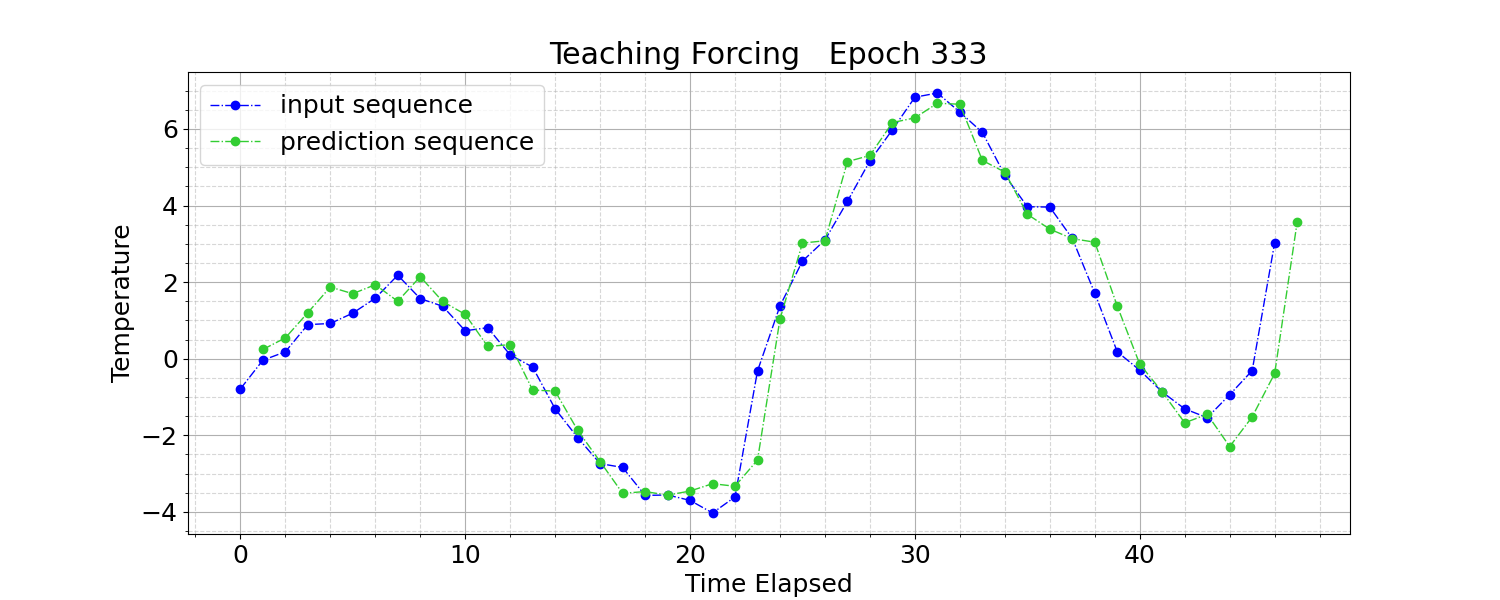 Teaching Forcing   Epoch 333
input sequence
prediction sequence
Temperature
6
4
2
0
−2
−4
0 10 20 30 40
Time Elapsed